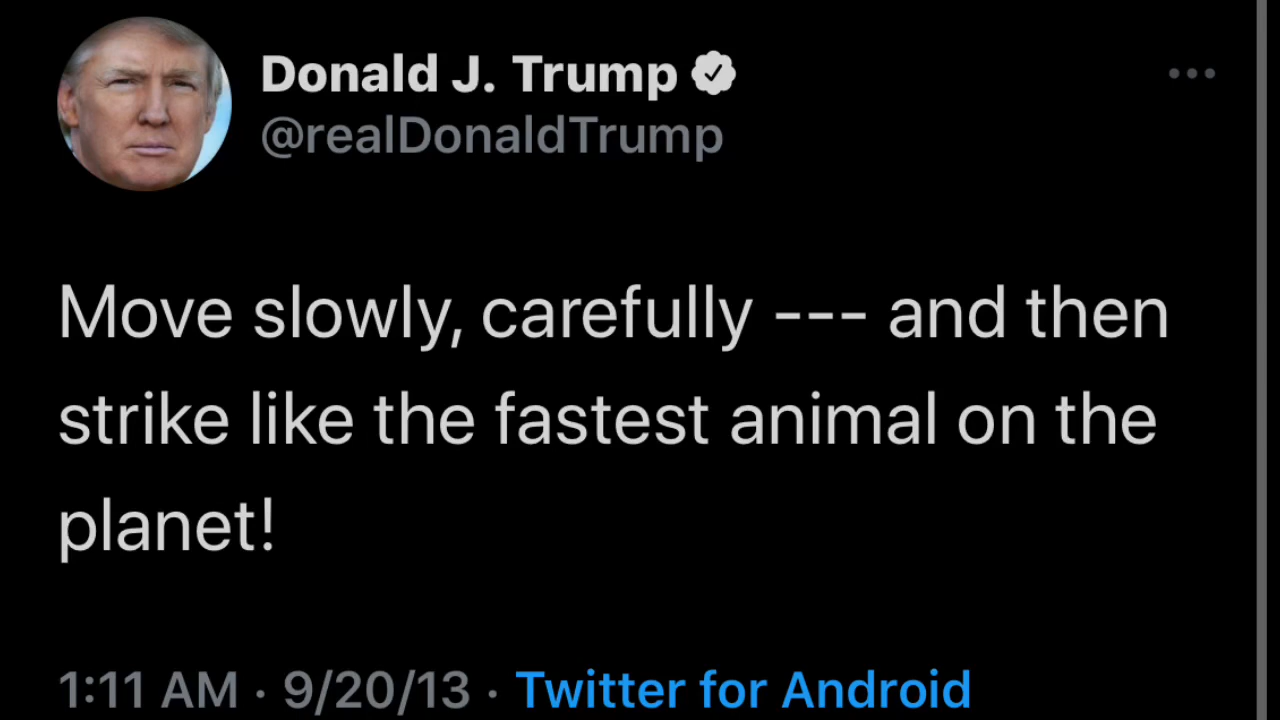 Donald J. Trump
@realDonaldTrump
Move slowly, carefully --- and then
strike like the fastest animal on the
planet!
1:11 AM · 9/20/13 · Twitter for Android